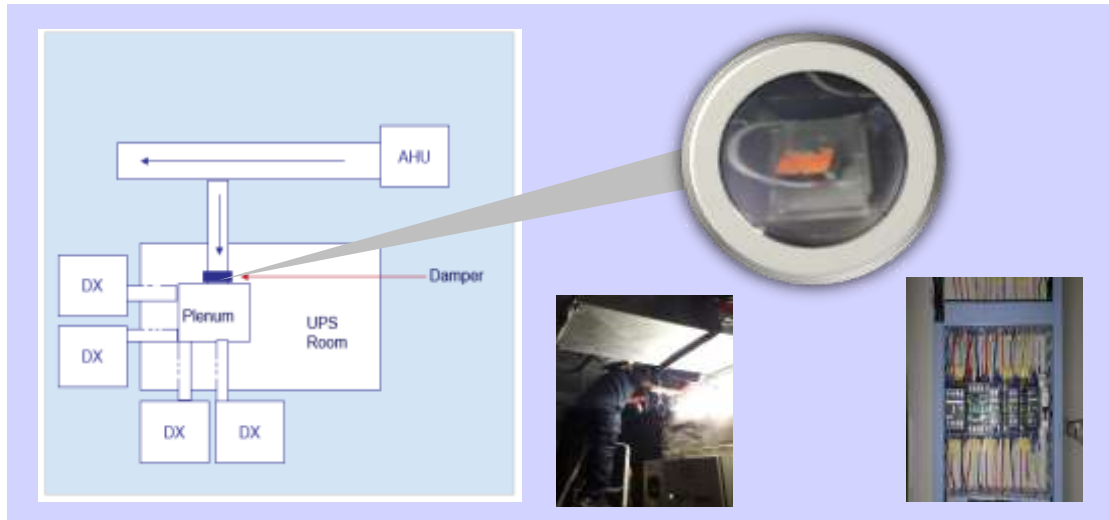 AHU
Damper
DX
Plenum
UPS
Room
DX
DX
DX